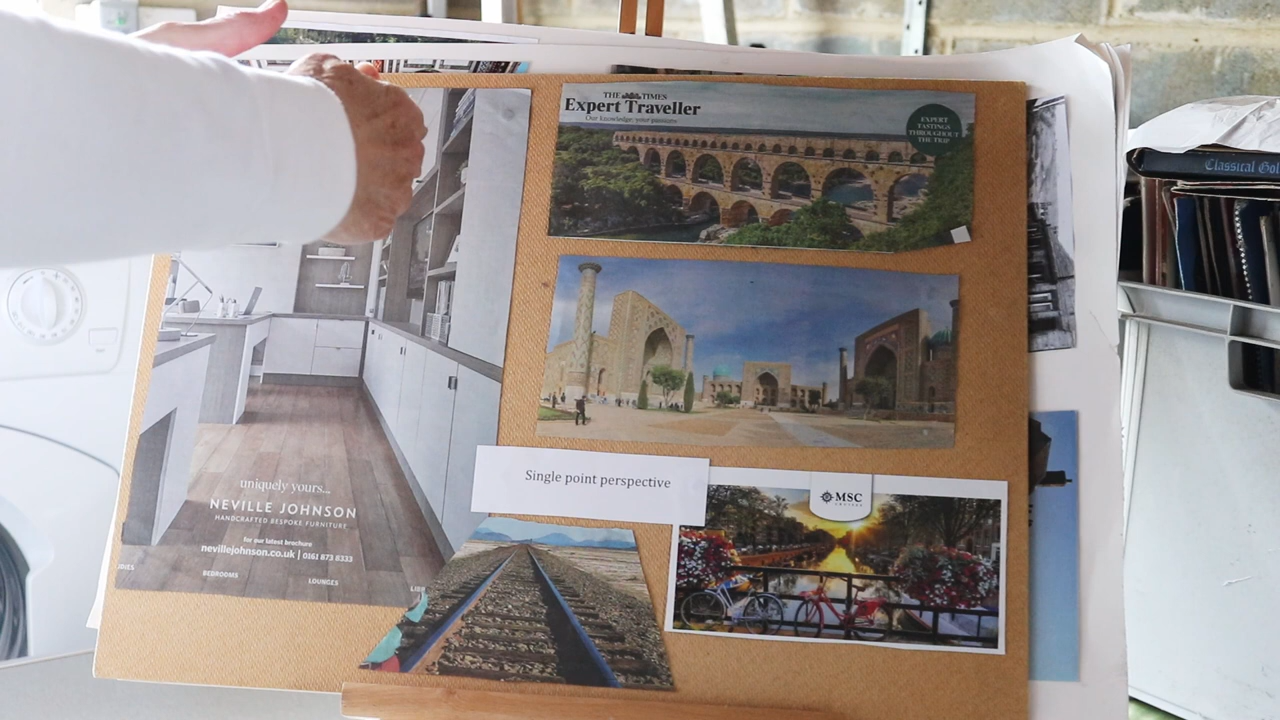 THE TIMES
Expert Traveller
Our knowledge, your passions
EXPERT
TASTINGS
THROUGHOUT
THE TRIP
Classical Gol
Single point perspective
MSC
CRUISES
uniquely yours...
NEVILLE JOHNSON
HANDCRAFTED BESPOKE FURNITURE
for our latest brochure
nevillejohnson.co.uk | 0161 873 8333
BEDROOMS
LOUNGES